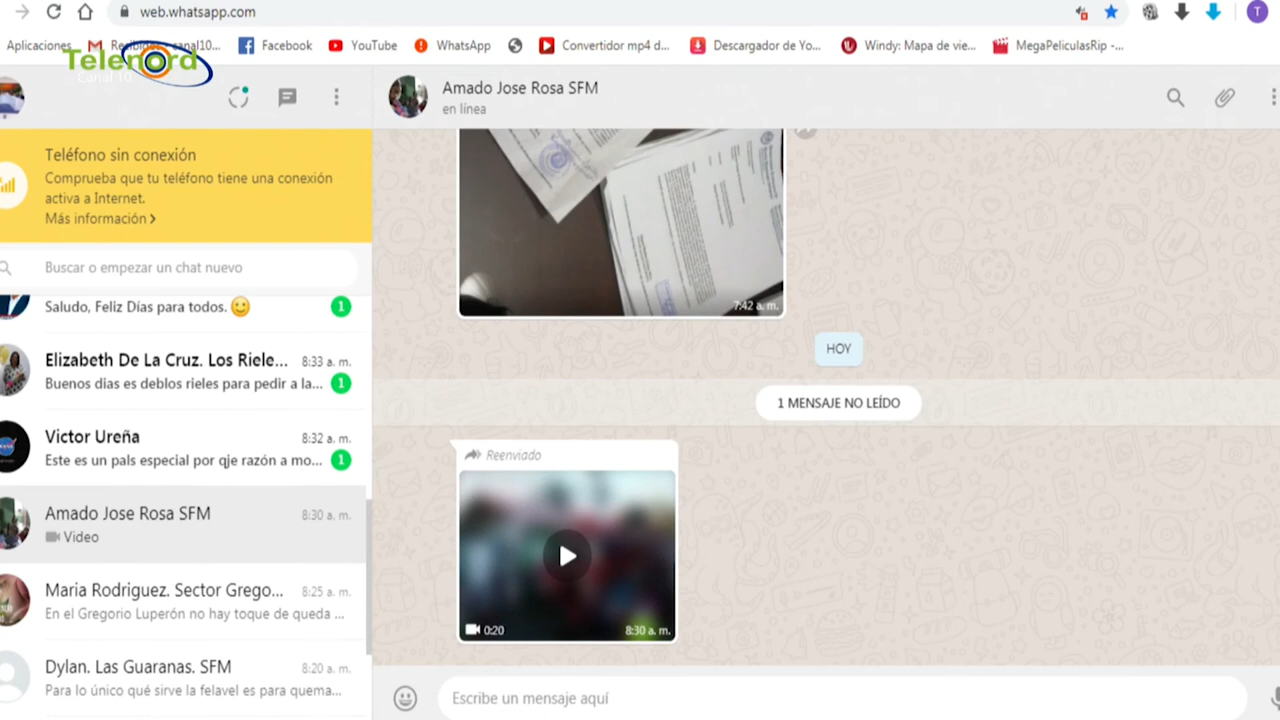 web.whatsapp.com
T
Aplicaciones
Recibidos - canal10...
Facebook
YouTube
WhatsApp
Convertidor mp4 d...
Descargador de Yo...
Windy: Mapa de vie...
MegaPeliculasRip -...
Telenord
Canal 10
Amado Jose Rosa SFM
en línea
Teléfono sin conexión
Comprueba que tu teléfono tiene una conexión
activa a Internet.
Más información >
Buscar o empezar un chat nuevo
Saludo, Feliz Días para todos. 🙂
1
Elizabeth De La Cruz. Los Riele...
8:33 a. m.
Buenos dias es deblos rieles para pedir a la...
1
Victor Ureña
8:32 a. m.
Este es un pals especial por qje razón a mo...
1
Amado Jose Rosa SFM
8:30 a. m.
Video
Maria Rodriguez. Sector Grego...
8:25 a. m.
En el Gregorio Luperón no hay toque de queda ...
Dylan. Las Guaranas. SFM
8:20 a. m.
Para lo único qué sirve la felavel es para quema...
7:42 a. m.
HOY
1 MENSAJE NO LEÍDO
Reenviado
0:20
8:30 a. m.
Escribe un mensaje aquí